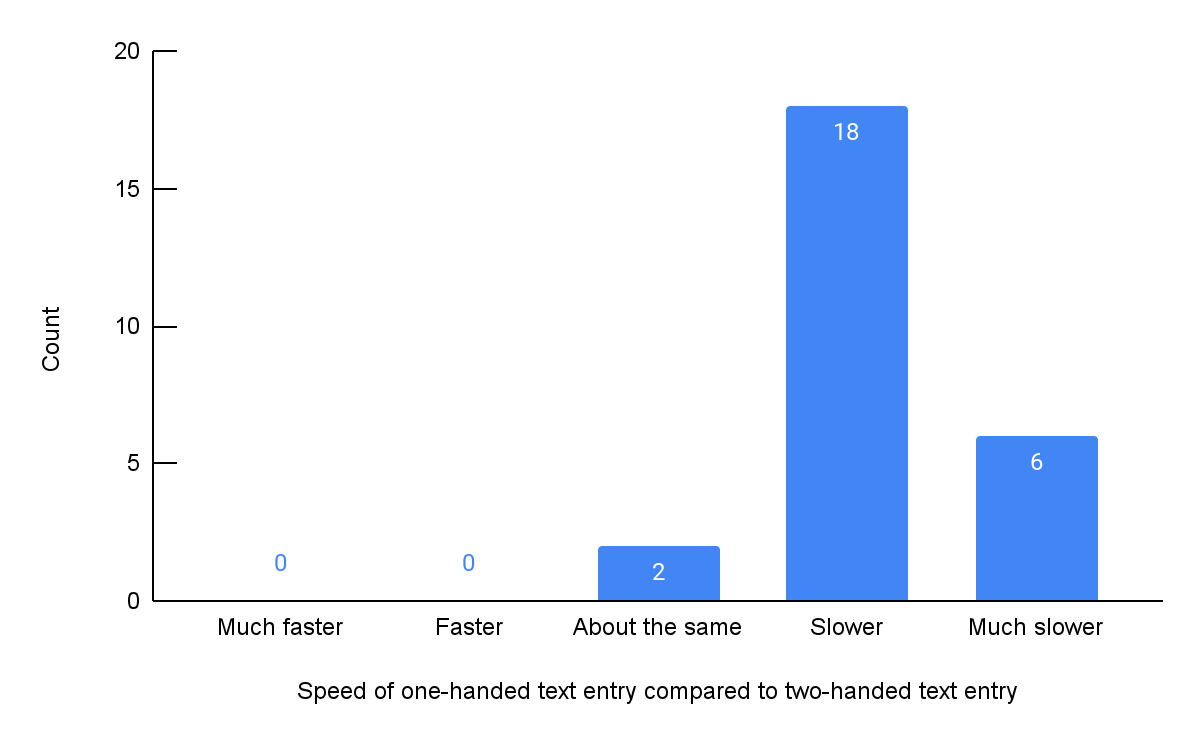 20
15
10
5
0
Count
0
0
2
18
6
Much faster
Faster
About the same
Slower
Much slower
Speed of one-handed text entry compared to two-handed text entry